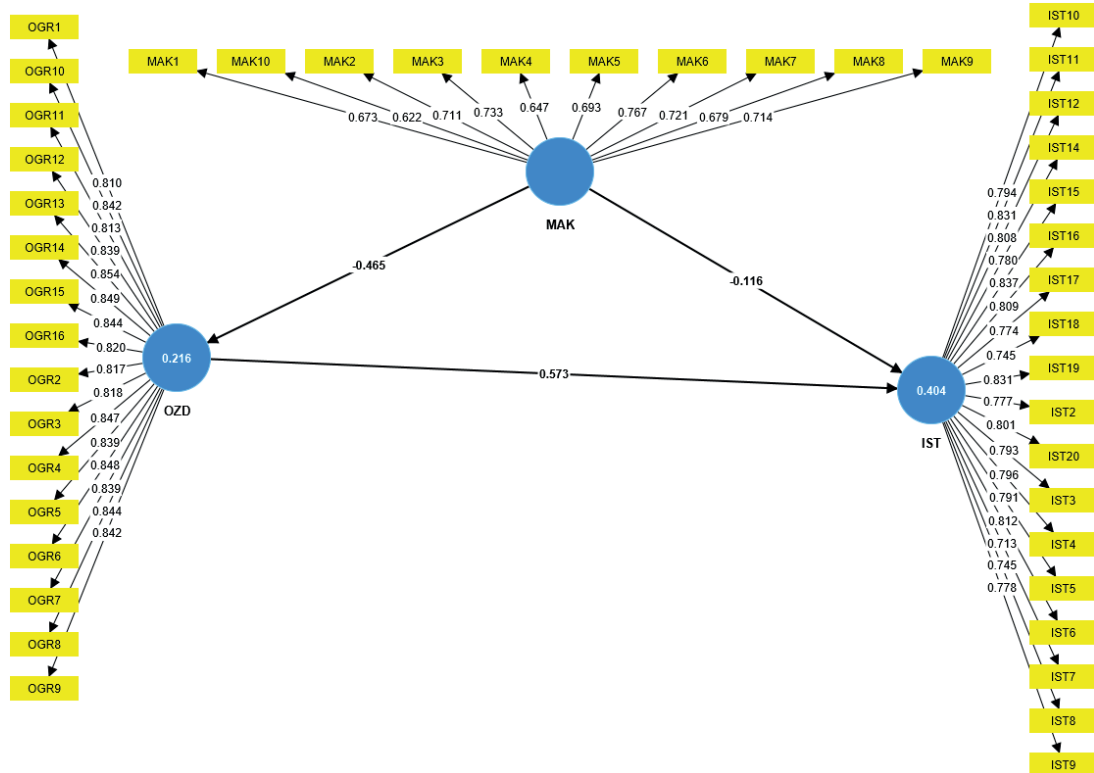 OGR1
OGR10
OGR11
OGR12
OGR13
OGR14
OGR15
OGR16
OGR2
OGR3
OGR4
OGR5
OGR6
OGR7
OGR8
OGR9
0.810
0.842
0.813
0.839
0.854
0.849
0.844
0.820
0.817
0.818
0.847
0.839
0.848
0.839
0.844
0.842
0.216
OZD
MAK1 MAK10 MAK2 MAK3 MAK4 MAK5 MAK6 MAK7 MAK8 MAK9
0.673 0.622 0.711 0.733 0.647 0.693 0.767 0.721 0.679 0.714
MAK
-0.465
-0.116
0.573
0.404
IST
0.794
0.831
0.808
0.780
0.837
0.809
0.774
0.745
0.831
0.777
0.801
0.793
0.796
0.791
0.812
0.713
0.745
0.778
IST10
IST11
IST12
IST14
IST15
IST16
IST17
IST18
IST19
IST2
IST20
IST3
IST4
IST5
IST6
IST7
IST8
IST9